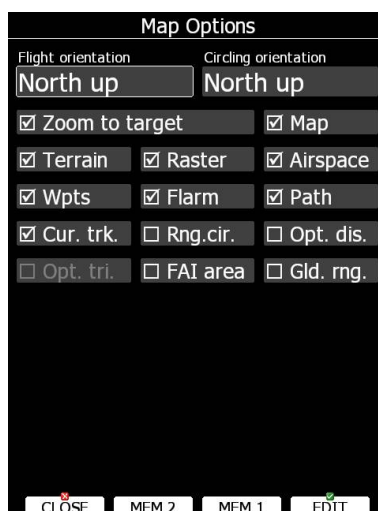 Map Options
Flight orientation Circling orientation
North up North up
Zoom to target Map
Terrain Raster Airspace
Wpts Flarm Path
Cur. trk. Rng.cir. Opt. dis.
Opt. tri. FAI area Gld. rng.
CLOSE MEM 2 MEM 1 EDIT